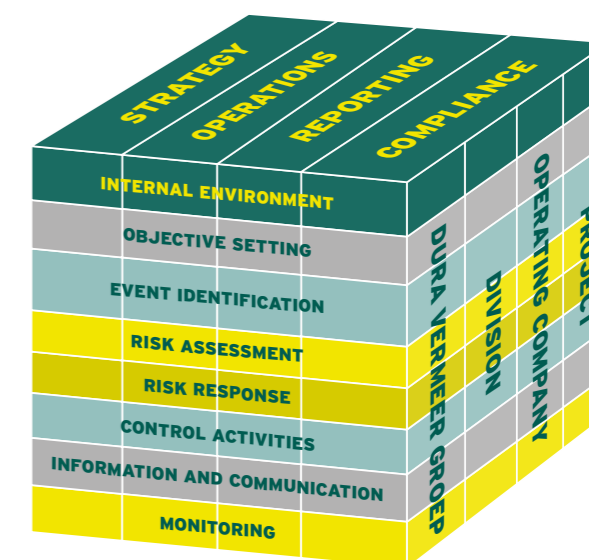 STRATEGY
OPERATIONS
REPORTING
COMPLIANCE
INTERNAL ENVIRONMENT
OBJECTIVE SETTING
EVENT IDENTIFICATION
RISK ASSESSMENT
RISK RESPONSE
CONTROL ACTIVITIES
INFORMATION AND COMMUNICATION
MONITORING
DURA VERMEER GROEP
DIVISION
OPERATING COMPANY
PROJECT